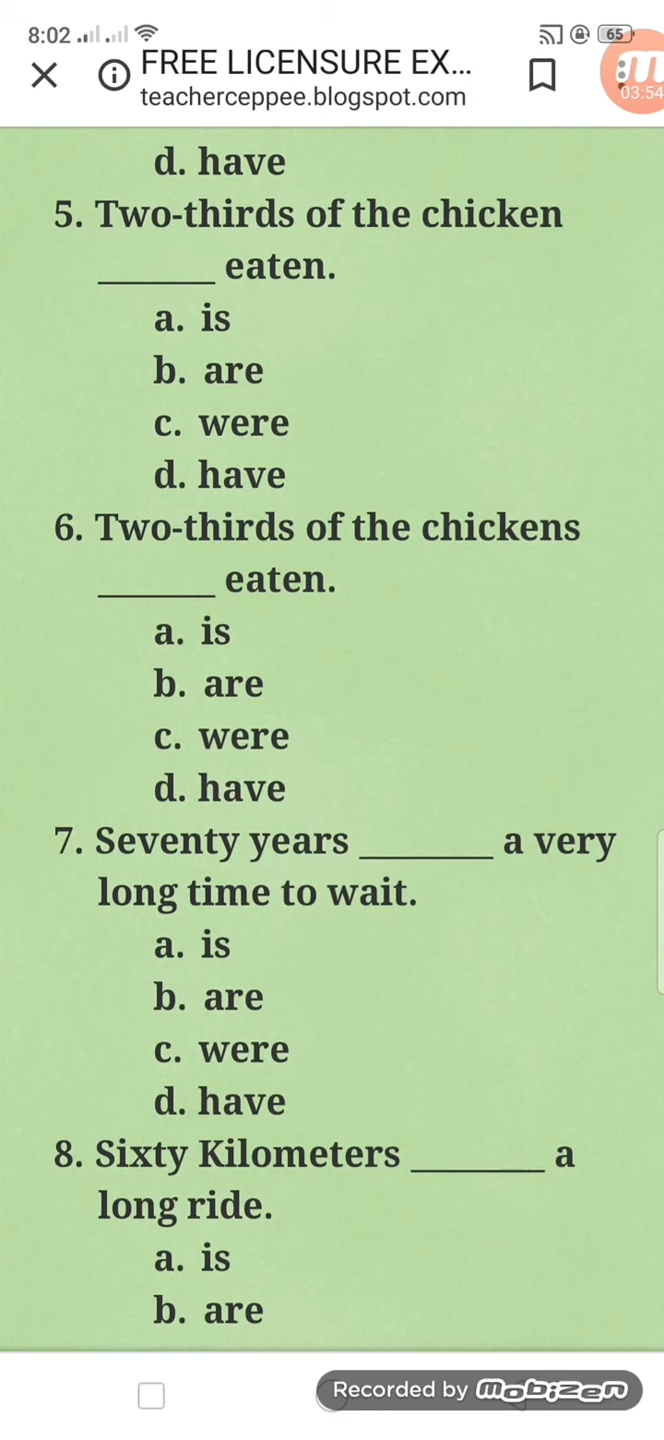 8:02
65
FREE LICENSURE EX...
teacherceppee.blogspot.com
03:54
d. have
5. Two-thirds of the chicken
______ eaten.
a. is
b. are
c. were
d. have
6. Two-thirds of the chickens
______ eaten.
a. is
b. are
c. were
d. have
7. Seventy years _______ a very
long time to wait.
a. is
b. are
c. were
d. have
8. Sixty Kilometers _______ a
long ride.
a. is
b. are
Recorded by mobizen